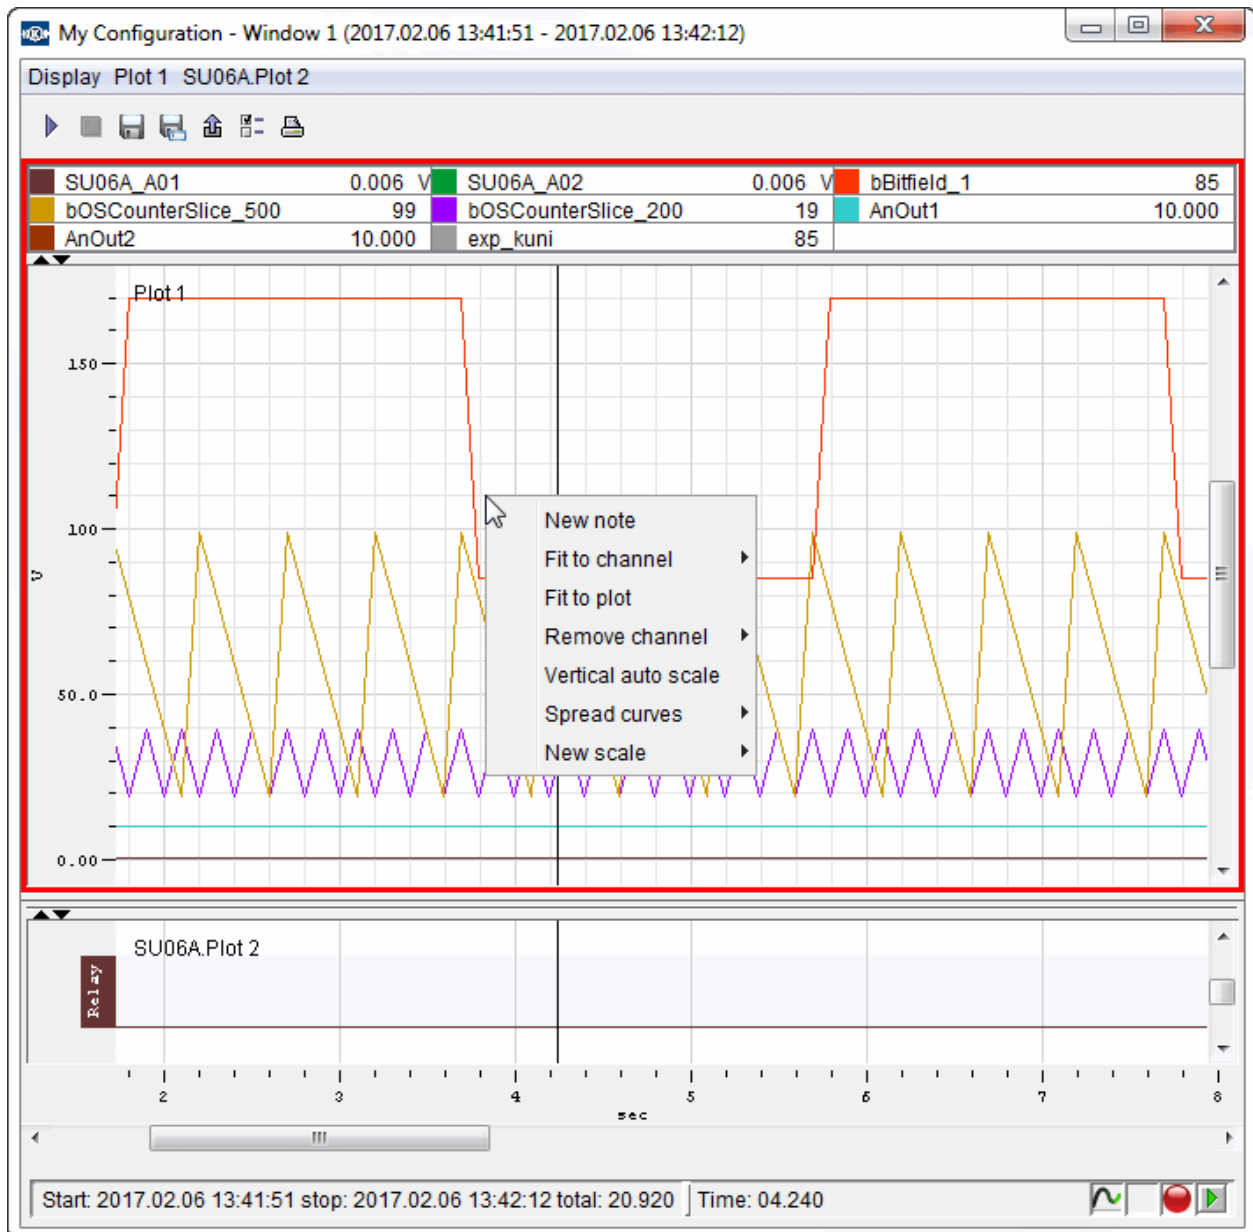 My Configuration - Window 1 (2017.02.06 13:41:51 - 2017.02.06 13:42:12)
Display Plot 1 SU06A.Plot 2
SU06A_A01 0.006 V SU06A_A02 0.006 V bBitfield_1 85
bOSCounterSlice_500 99 bOSCounterSlice_200 19 AnOut1 10.000
AnOut2 10.000 exp_kuni 85
Plot 1
150
100
V
50.0
0.00
New note
Fit to channel
Fit to plot
Remove channel
Vertical auto scale
Spread curves
New scale
SU06A.Plot 2
Relay
2 3 4 5 6 7 8
sec
Start: 2017.02.06 13:41:51 stop: 2017.02.06 13:42:12 total: 20.920 Time: 04.240